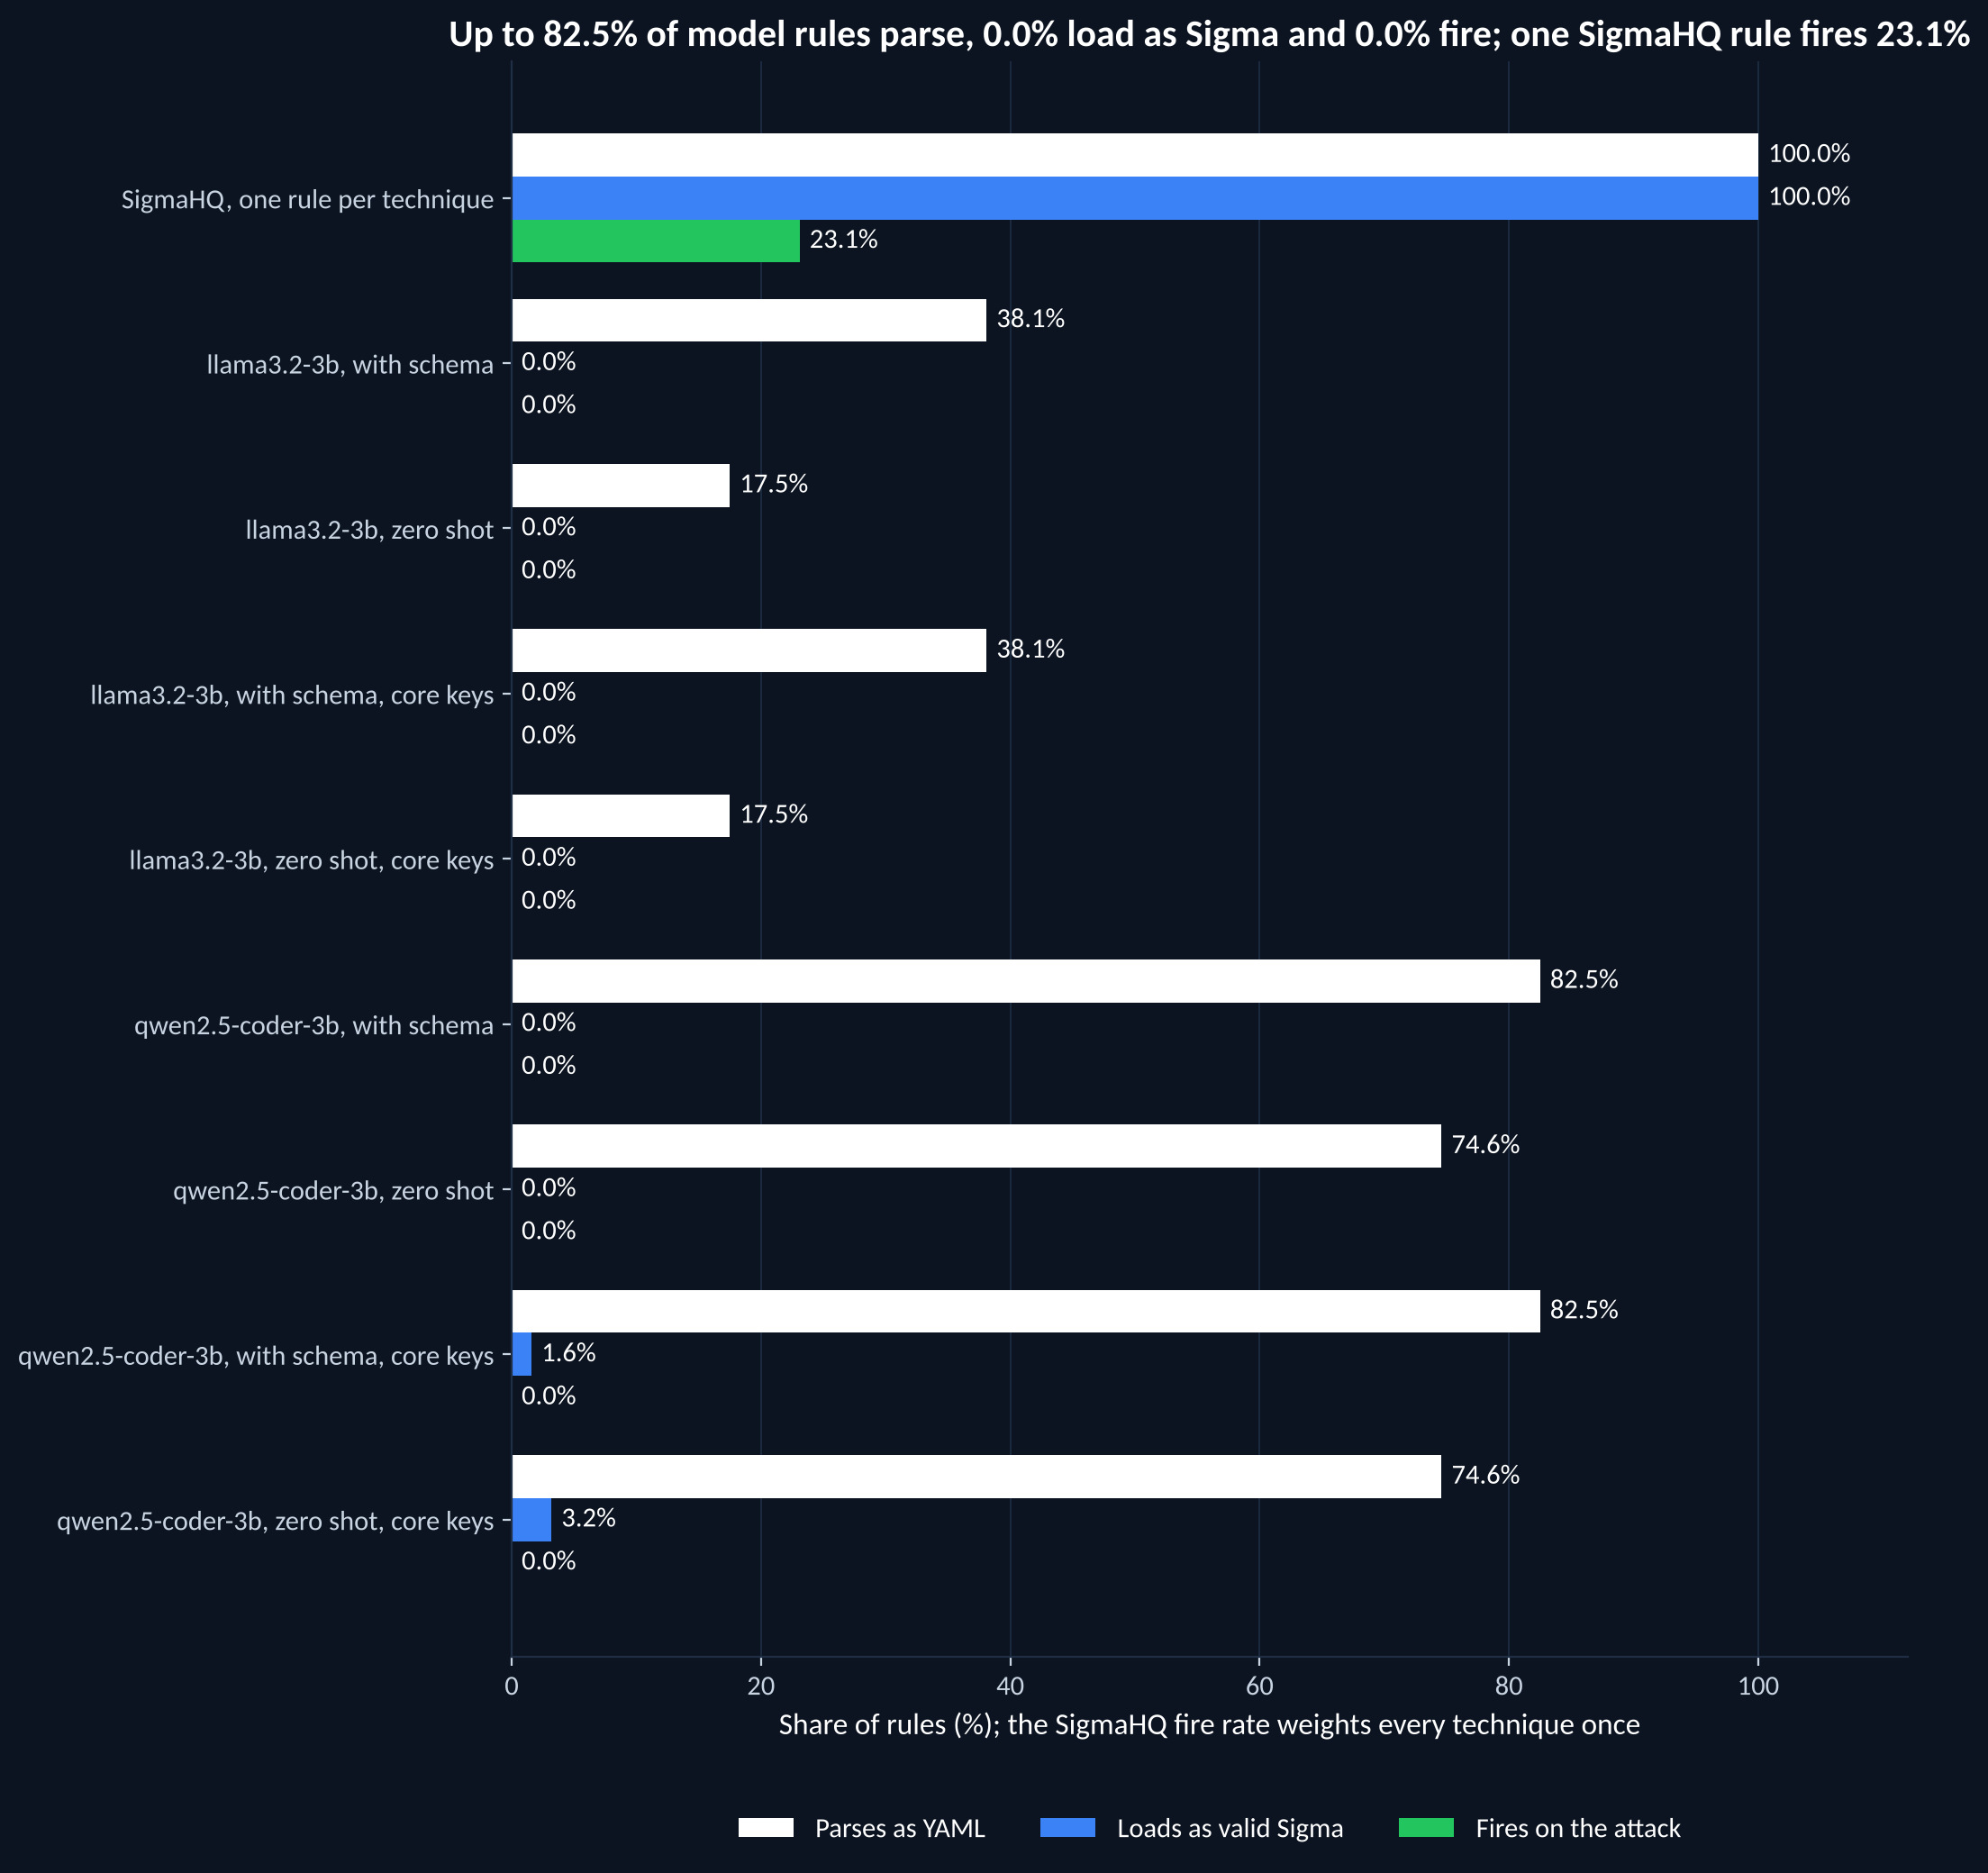 Up to 82.5% of model rules parse, 0.0% load as Sigma and 0.0% fire; one SigmaHQ rule fires 23.1%
SigmaHQ, one rule per technique
100.0%
100.0%
23.1%
llama3.2-3b, with schema
38.1%
0.0%
0.0%
llama3.2-3b, zero shot
17.5%
0.0%
0.0%
llama3.2-3b, with schema, core keys
38.1%
0.0%
0.0%
llama3.2-3b, zero shot, core keys
17.5%
0.0%
0.0%
qwen2.5-coder-3b, with schema
82.5%
0.0%
0.0%
qwen2.5-coder-3b, zero shot
74.6%
0.0%
0.0%
qwen2.5-coder-3b, with schema, core keys
82.5%
1.6%
0.0%
qwen2.5-coder-3b, zero shot, core keys
74.6%
3.2%
0.0%
0 20 40 60 80 100
Share of rules (%); the SigmaHQ fire rate weights every technique once
Parses as YAML Loads as valid Sigma Fires on the attack